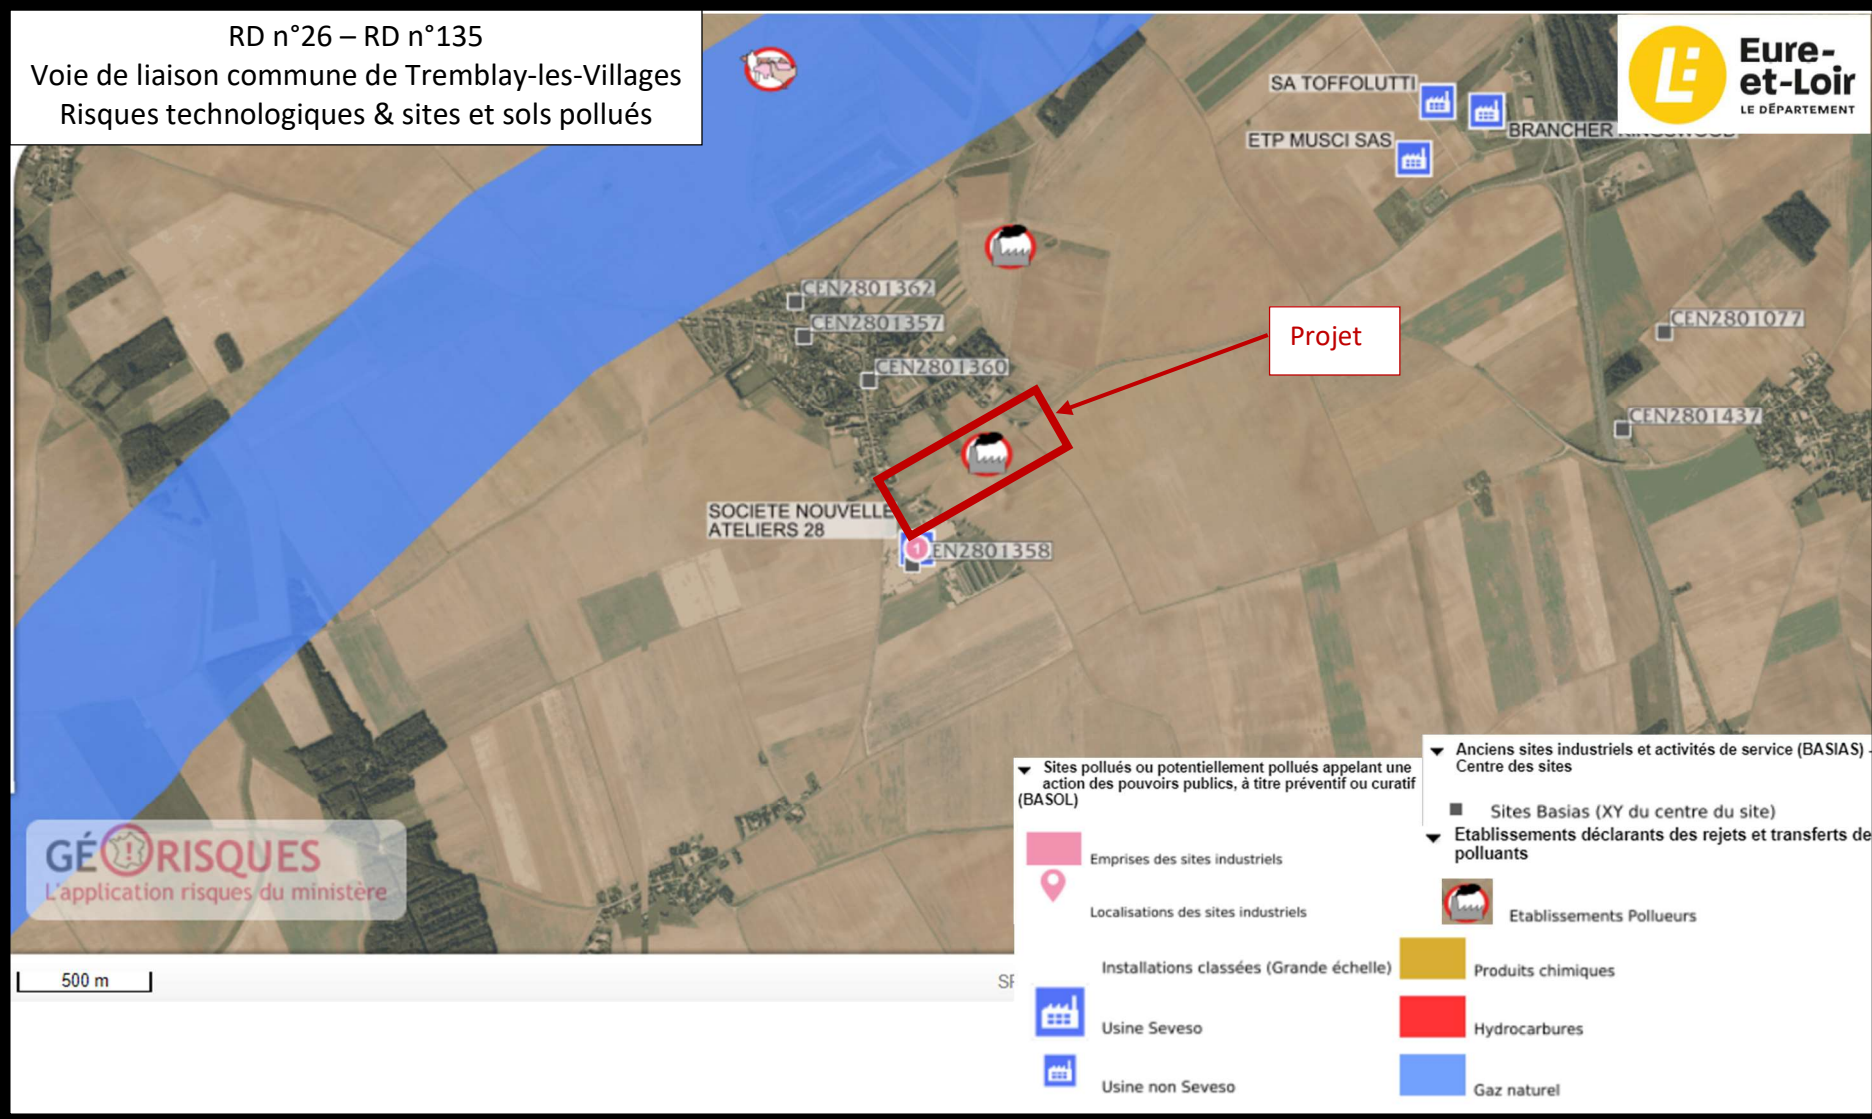 RD n°26 – RD n°135
Voie de liaison commune de Tremblay-les-Villages
Risques technologiques & sites et sols pollués
Eure-
et-Loir
LE DÉPARTEMENT
SA TOFFOLUTTI
BRANCHER KINGSWOOD
ETP MUSCI SAS
CEN2801362
CEN2801357
CEN2801360
Projet
CEN2801077
CEN2801437
SOCIETE NOUVELLE
ATELIERS 28
1
EN2801358
GÉORISQUES
L'application risques du ministère
500 m
Sites pollués ou potentiellement pollués appelant une
action des pouvoirs publics, à titre préventif ou curatif
(BASOL)
Emprises des sites industriels
Localisations des sites industriels
Installations classées (Grande échelle)
Usine Seveso
Usine non Seveso
Anciens sites industriels et activités de service (BASIAS) -
Centre des sites
Sites Basias (XY du centre du site)
Etablissements déclarants des rejets et transferts de
polluants
Etablissements Pollueurs
Produits chimiques
Hydrocarbures
Gaz naturel